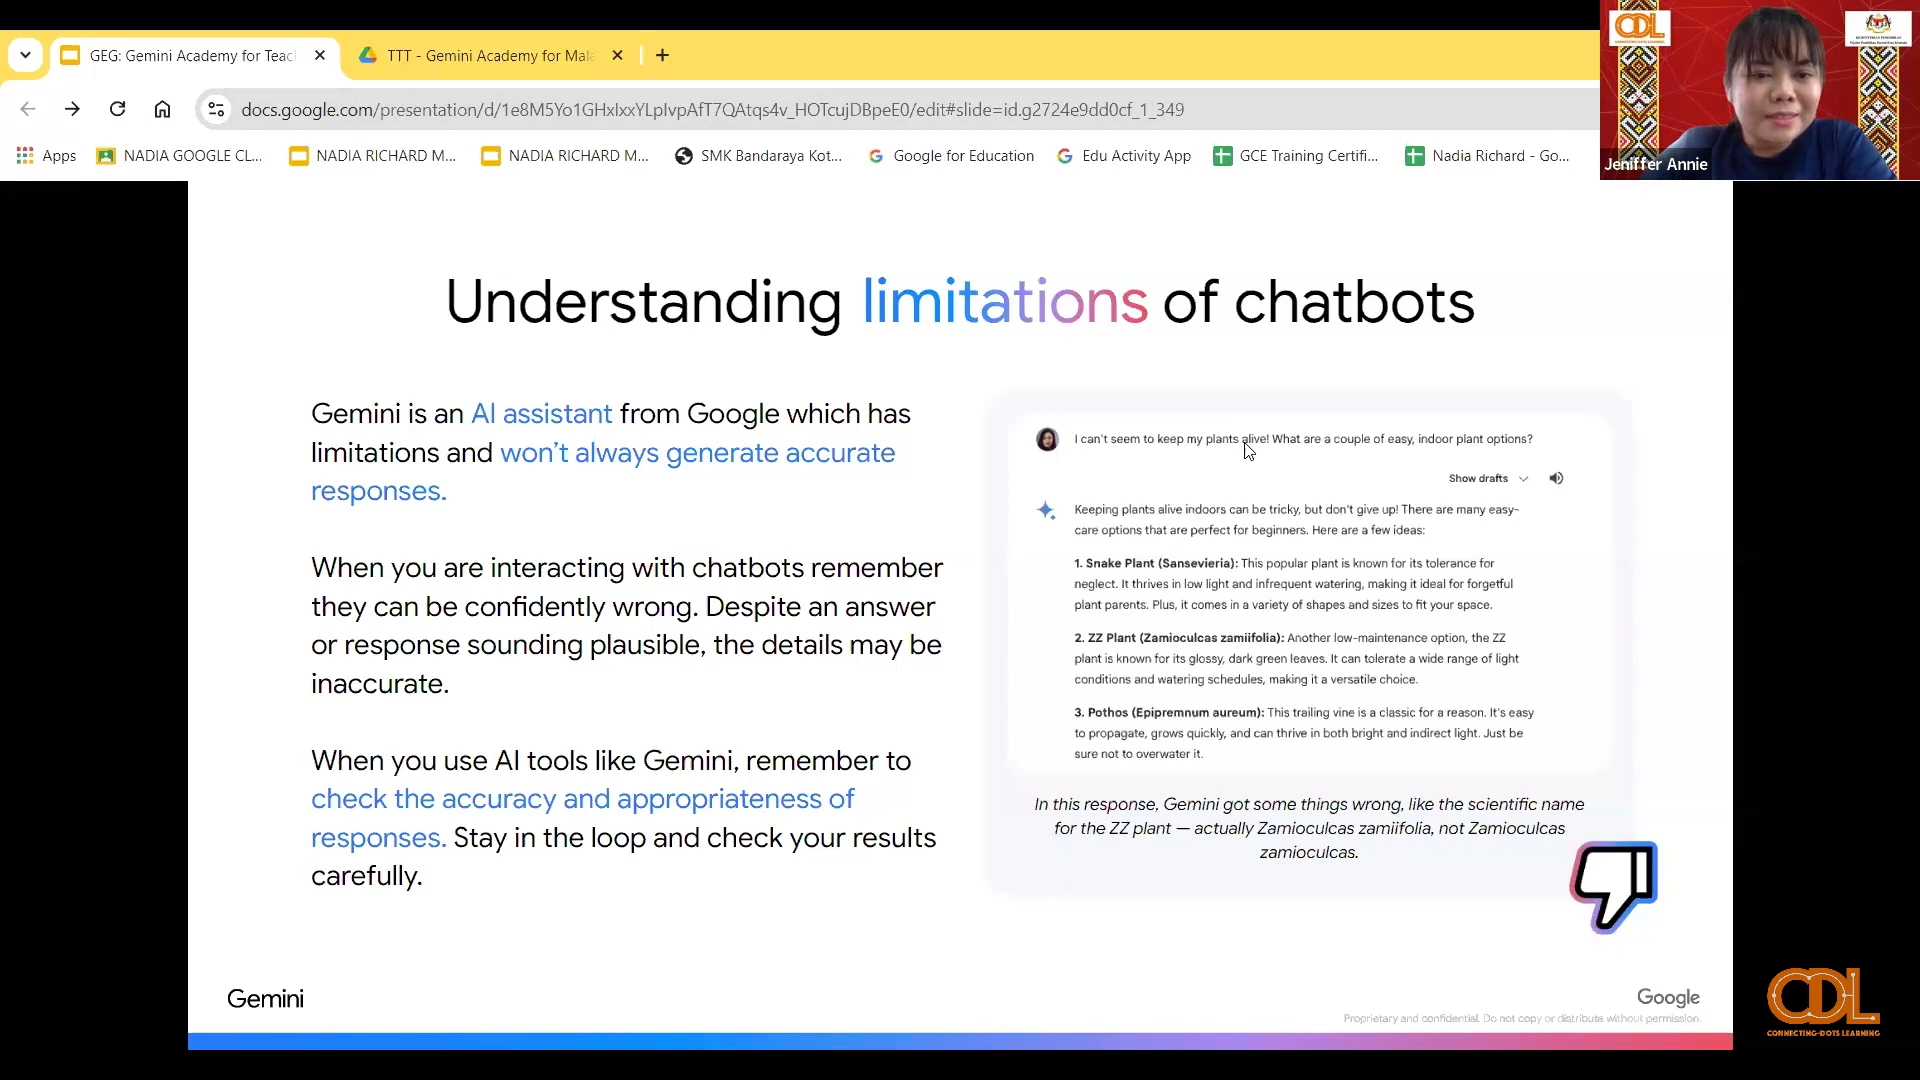 GEG: Gemini Academy for Teac
TTT - Gemini Academy for Mala
docs.google.com/presentation/d/1e8M5Yo1GHxIxxYLpIvpAfT7QAtqs4v_HOTcujDBpeE0/edit#slide=id.g2724e9dd0cf_1_349
Apps
NADIA GOOGLE CL...
NADIA RICHARD M...
NADIA RICHARD M...
SMK Bandaraya Kot...
Google for Education
Edu Activity App
GCE Training Certifi...
Nadia Richard - Go...
CDL
Jeniffer Annie
Understanding limitations of chatbots
Gemini is an AI assistant from Google which has
limitations and won't always generate accurate
responses.
When you are interacting with chatbots remember
they can be confidently wrong. Despite an answer
or response sounding plausible, the details may be
inaccurate.
When you use AI tools like Gemini, remember to
check the accuracy and appropriateness of
responses. Stay in the loop and check your results
carefully.
I can't seem to keep my plants alive! What are a couple of easy, indoor plant options?
Show drafts
Keeping plants alive indoors can be tricky, but don't give up! There are many easy-
care options that are perfect for beginners. Here are a few ideas:
1. Snake Plant (Sansevieria): This popular plant is known for its tolerance for
neglect. It thrives in low light and infrequent watering, making it ideal for forgetful
plant parents. Plus, it comes in a variety of shapes and sizes to fit your space.
2. ZZ Plant (Zamioculcas zamiifolia): Another low-maintenance option, the ZZ
plant is known for its glossy, dark green leaves. It can tolerate a wide range of light
conditions and watering schedules, making it a versatile choice.
3. Pothos (Epipremnum aureum): This trailing vine is a classic for a reason. It's easy
to propagate, grows quickly, and can thrive in both bright and indirect light. Just be
sure not to overwater it.
In this response, Gemini got some things wrong, like the scientific name
for the ZZ plant — actually Zamioculcas zamiifolia, not Zamioculcas
zamioculcas.
Gemini
Google
Proprietary and confidential. Do not copy or distribute without permission.
CDL
CONNECTING-DOTS LEARNING